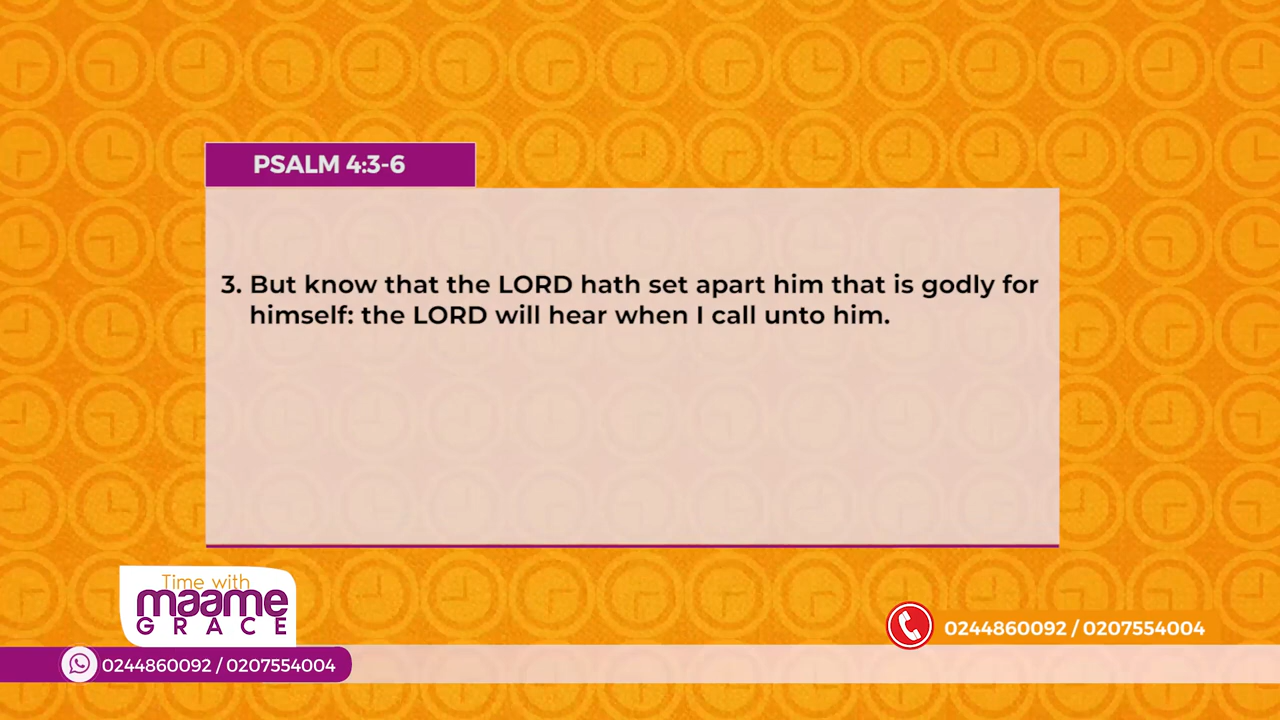 PSALM 4:3-6
3. But know that the LORD hath set apart him that is godly for
himself: the LORD will hear when I call unto him.
Time with
maame
GRACE
0244860092 / 0207554004
0244860092 / 0207554004